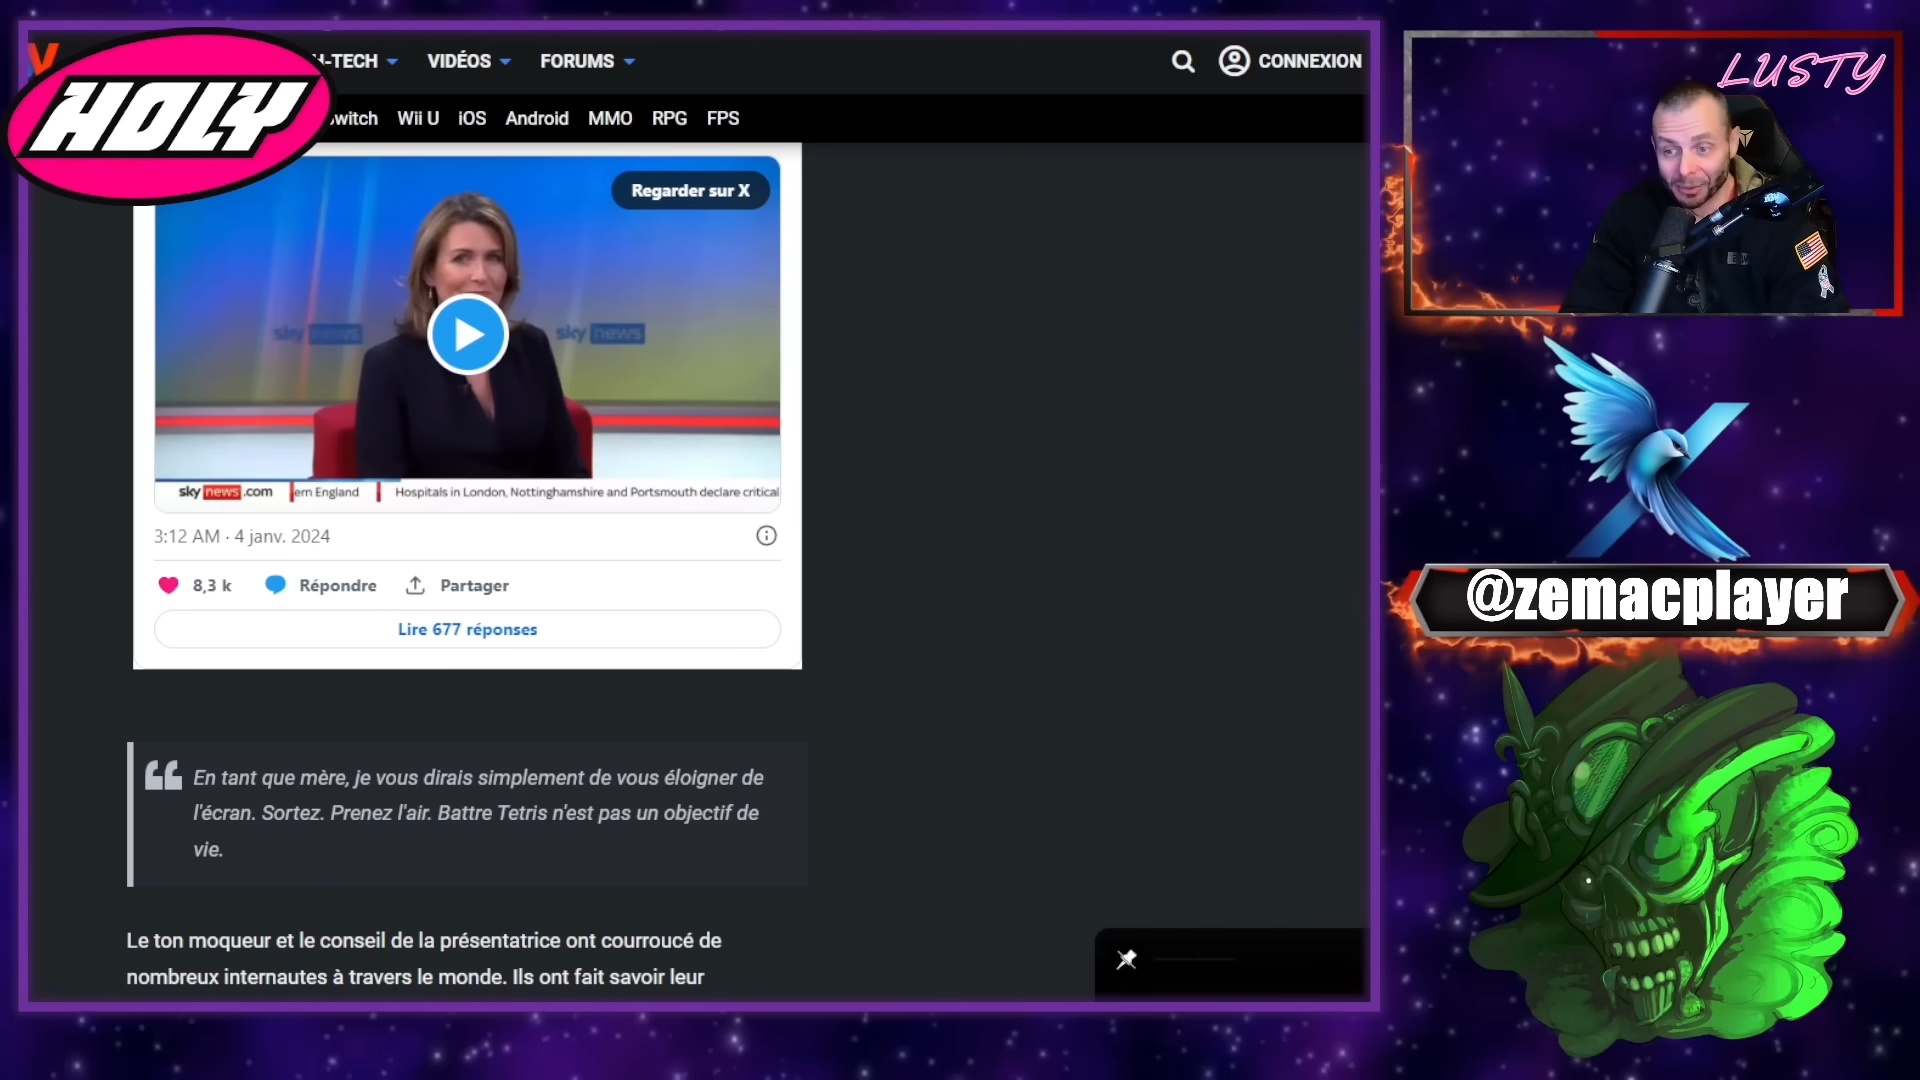 V
H-TECH VIDÉOS FORUMS CONNEXION
HOLY
witch Wii U iOS Android MMO RPG FPS
LUSTY
Regarder sur X
sky news sky news
sky news.com ern England Hospitals in London, Nottinghamshire and Portsmouth declare critical
3:12 AM · 4 janv. 2024
8,3 k Répondre Partager
Lire 677 réponses
@zemacplayer
En tant que mère, je vous dirais simplement de vous éloigner de
l'écran. Sortez. Prenez l'air. Battre Tetris n'est pas un objectif de
vie.
Le ton moqueur et le conseil de la présentatrice ont courroucé de
nombreux internautes à travers le monde. Ils ont fait savoir leur